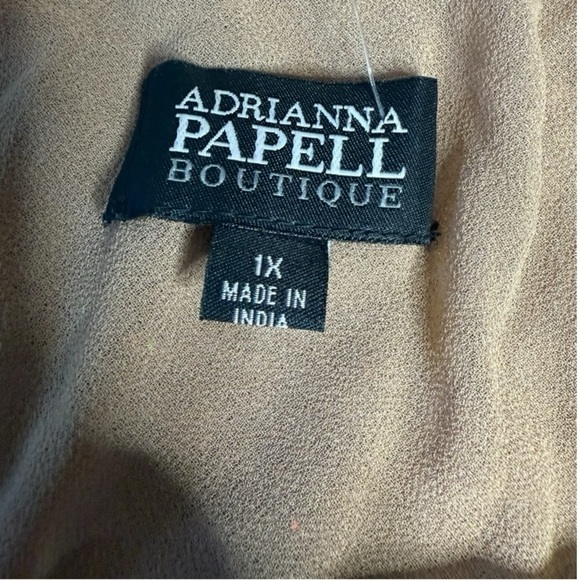 ADRIANNA
PAPELL
BOUTIQUE
1X
MADE IN
INDIA